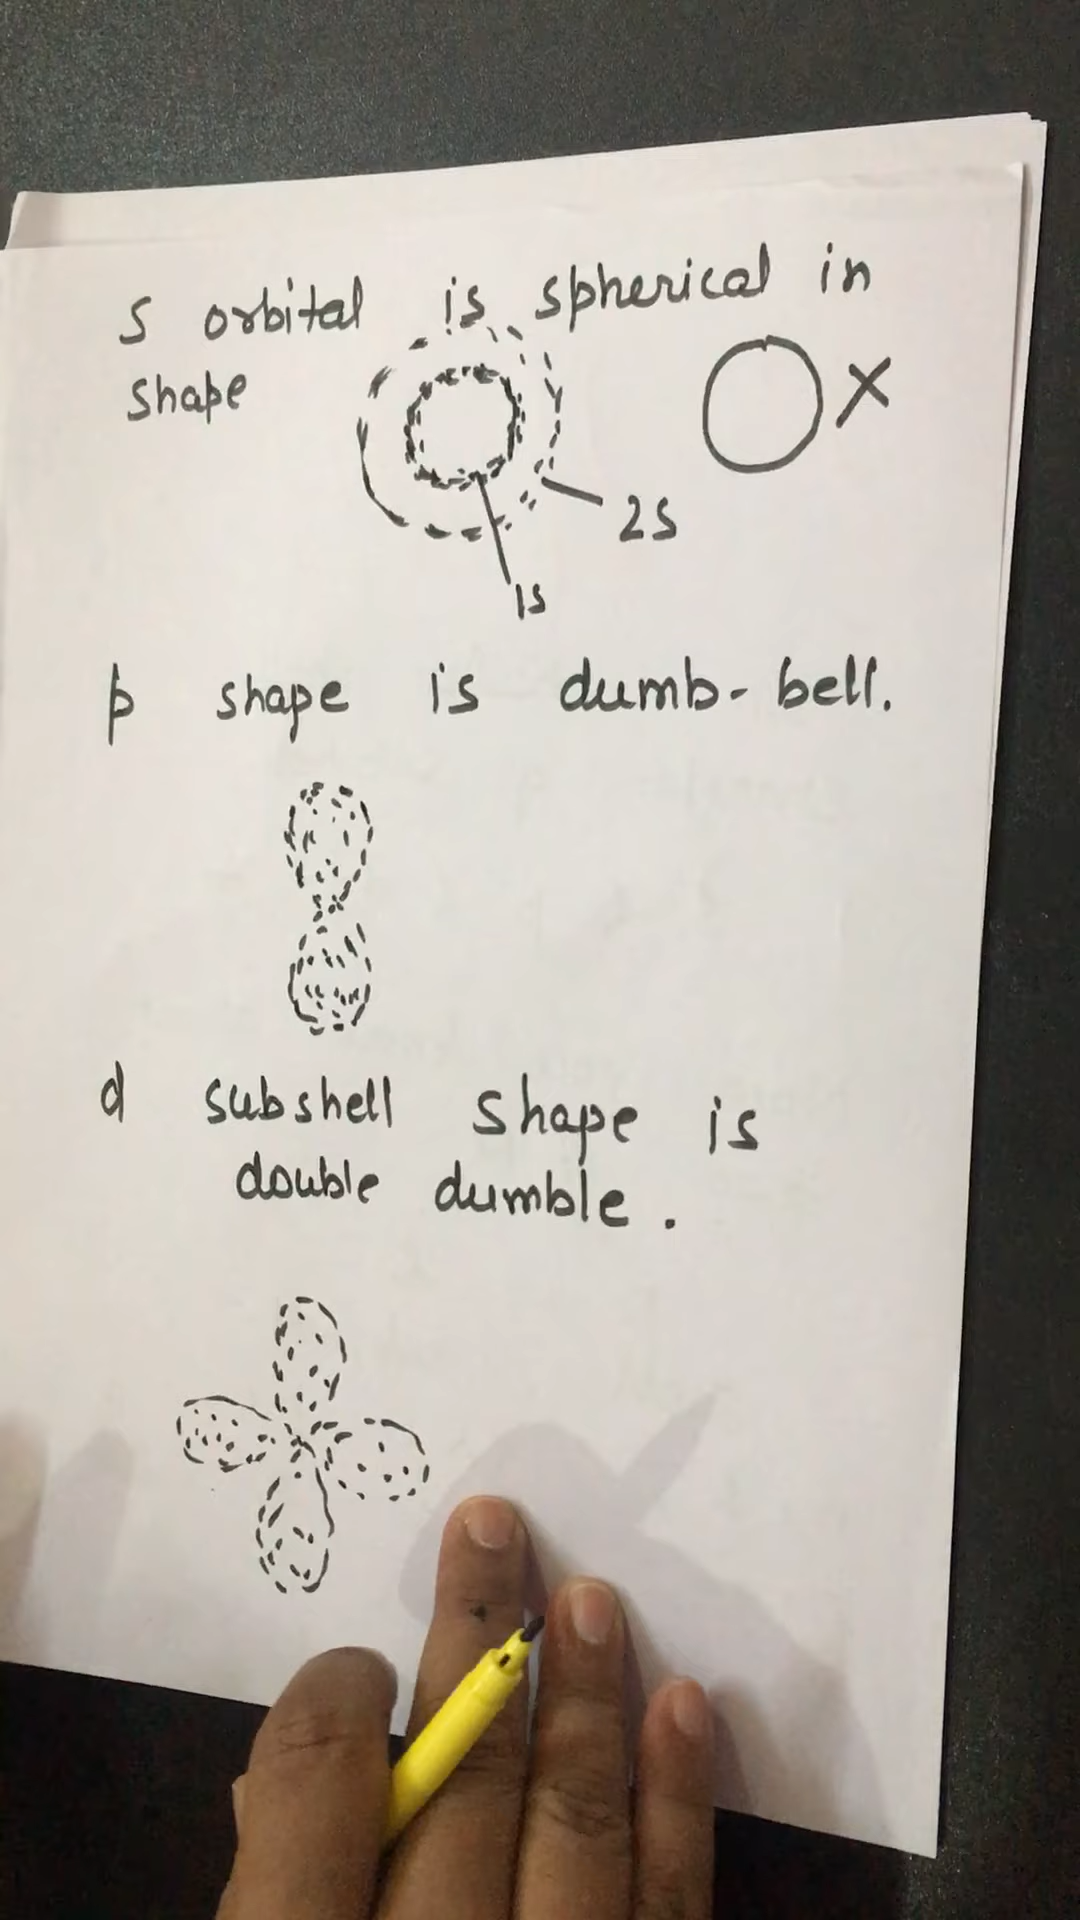 s orbital is spherical in
shape
X
2s
1s
p shape is dumb-bell.
d subshell shape is
double dumble.